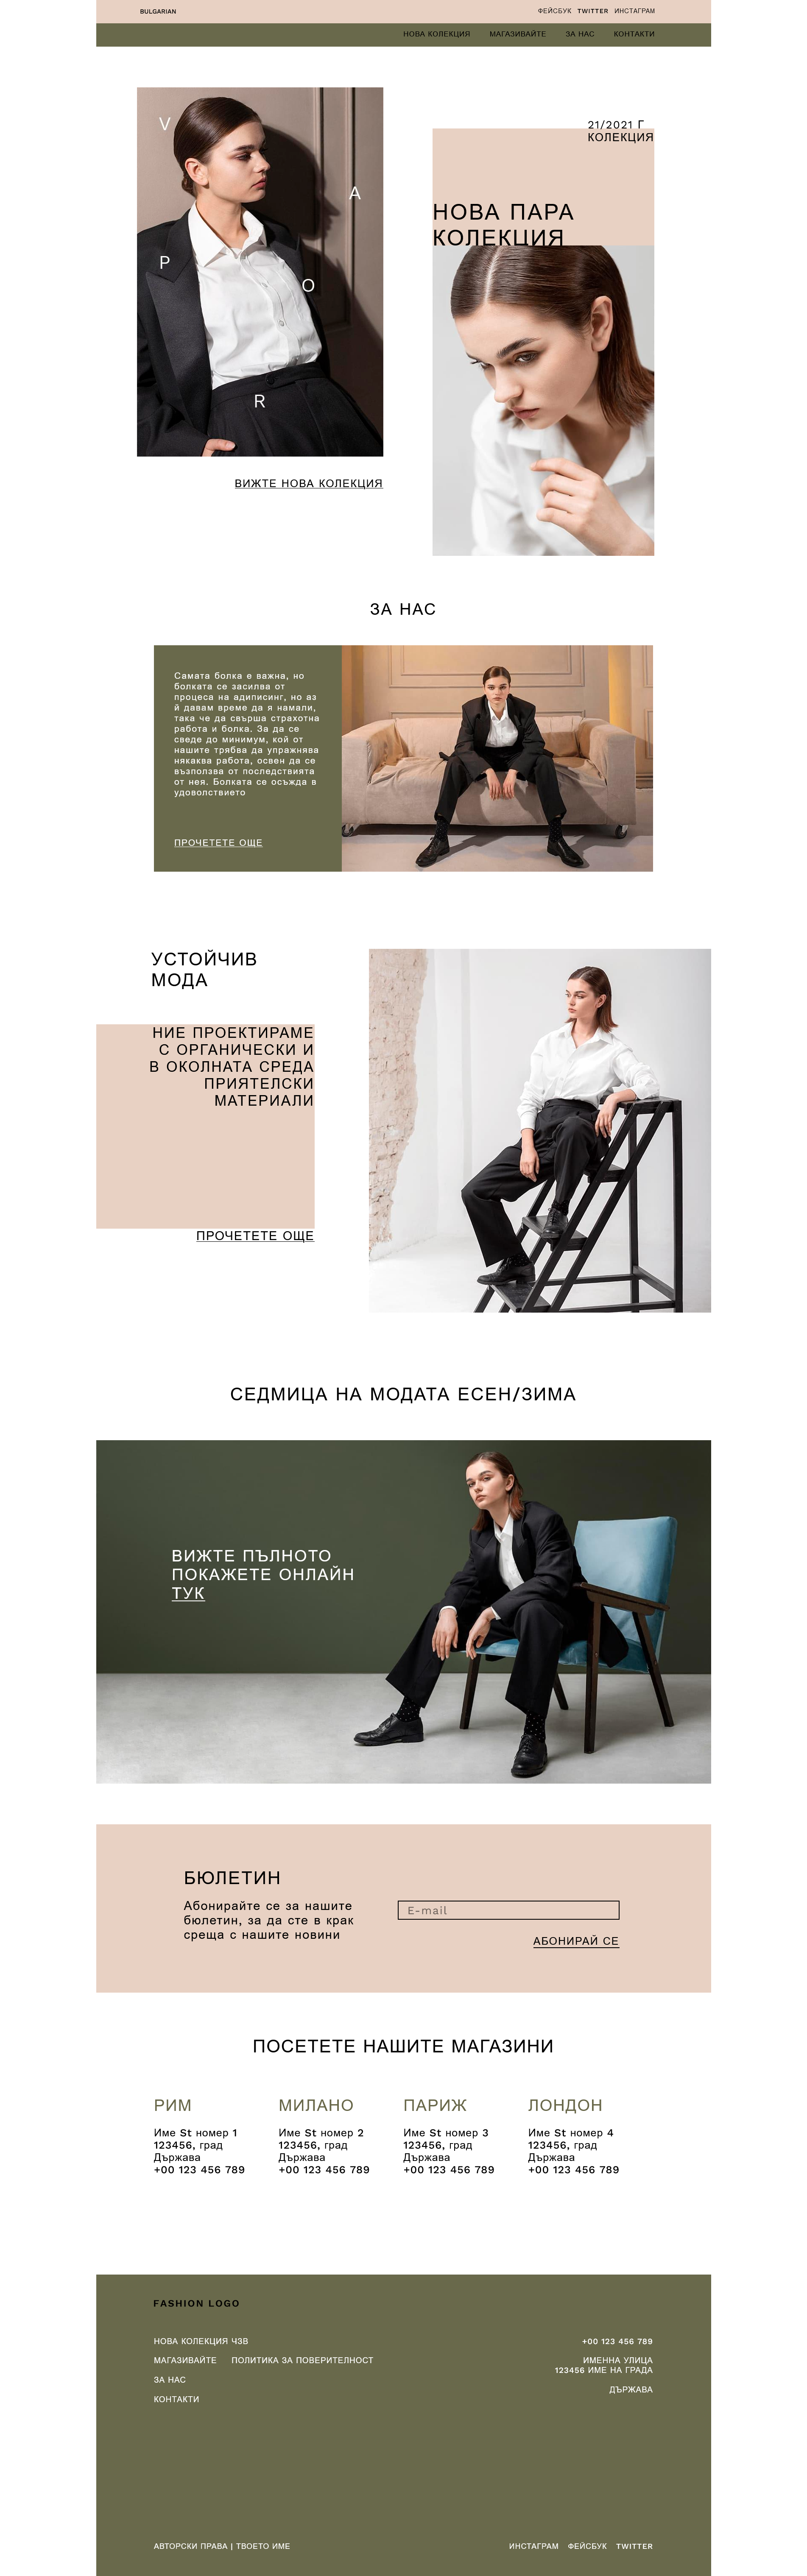 BULGARIAN
ФЕЙСБУК TWITTER ИНСТАГРАМ
НОВА КОЛЕКЦИЯ МАГАЗИВАЙТЕ ЗА НАС КОНТАКТИ
V
A
P
O
R
21/2021 Г
КОЛЕКЦИЯ
НОВА ПАРА
КОЛЕКЦИЯ
ВИЖТЕ НОВА КОЛЕКЦИЯ
ЗА НАС
Самата болка е важна, но
болката се засилва от
процеса на адиписинг, но аз
й давам време да я намали,
така че да свърша страхотна
работа и болка. За да се
сведе до минимум, кой от
нашите трябва да упражнява
някаква работа, освен да се
възползва от последствията
от нея. Болката се осъжда в
удоволствието
ПРОЧЕТЕТЕ ОЩЕ
УСТОЙЧИВ
МОДА
НИЕ ПРОЕКТИРАМЕ
С ОРГАНИЧЕСКИ И
В ОКОЛНАТА СРЕДА
ПРИЯТЕЛСКИ
МАТЕРИАЛИ
ПРОЧЕТЕТЕ ОЩЕ
СЕДМИЦА НА МОДАТА ЕСЕН/ЗИМА
ВИЖТЕ ПЪЛНОТО
ПОКАЖЕТЕ ОНЛАЙН
ТУК
БЮЛЕТИН
Абонирайте се за нашите
бюлетин, за да сте в крак
среща с нашите новини
E-mail
АБОНИРАЙ СЕ
ПОСЕТЕТЕ НАШИТЕ МАГАЗИНИ
РИМ
Име St номер 1
123456, град
Държава
+00 123 456 789
МИЛАНО
Име St номер 2
123456, град
Държава
+00 123 456 789
ПАРИЖ
Име St номер 3
123456, град
Държава
+00 123 456 789
ЛОНДОН
Име St номер 4
123456, град
Държава
+00 123 456 789
FASHION LOGO
НОВА КОЛЕКЦИЯ ЧЗВ
МАГАЗИВАЙТЕ ПОЛИТИКА ЗА ПОВЕРИТЕЛНОСТ
ЗА НАС
КОНТАКТИ
+00 123 456 789
ИМЕННА УЛИЦА
123456 ИМЕ НА ГРАДА
ДЪРЖАВА
АВТОРСКИ ПРАВА | ТВОЕТО ИМЕ
ИНСТАГРАМ ФЕЙСБУК TWITTER